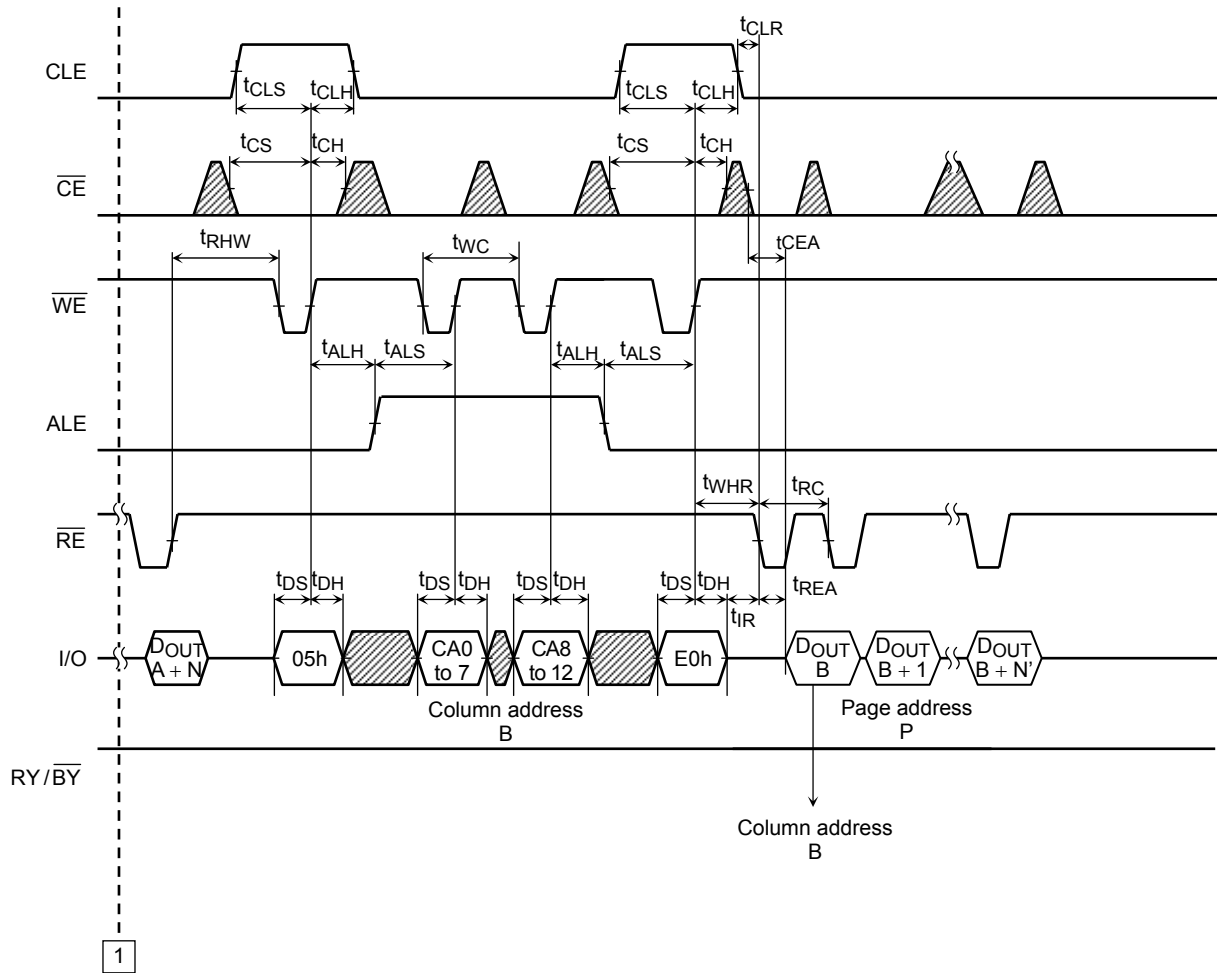 tCLR
CLE
tCLS tCLH tCLS tCLH
tCS tCH tCS tCH
CE
tRHW tWC tCEA
WE
tALH tALS tALH tALS
ALE
tWHR tRC
RE
tDS tDH tDS tDH tDS tDH tDS tDH tREA
tIR
I/O
DOUT
A + N
05h
CA0
to 7
CA8
to 12
E0h
DOUT
B
DOUT
B + 1
DOUT
B + N’
Column address
B
Page address
P
RY/BY
Column address
B
1